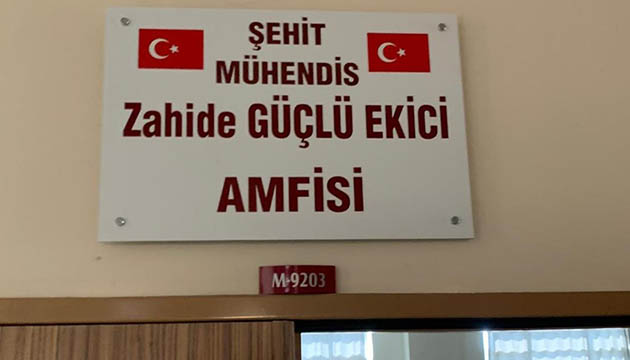 ŞEHİT
MÜHENDİS
Zahide GÜÇLÜ EKİCİ
AMFİSİ
M-9203